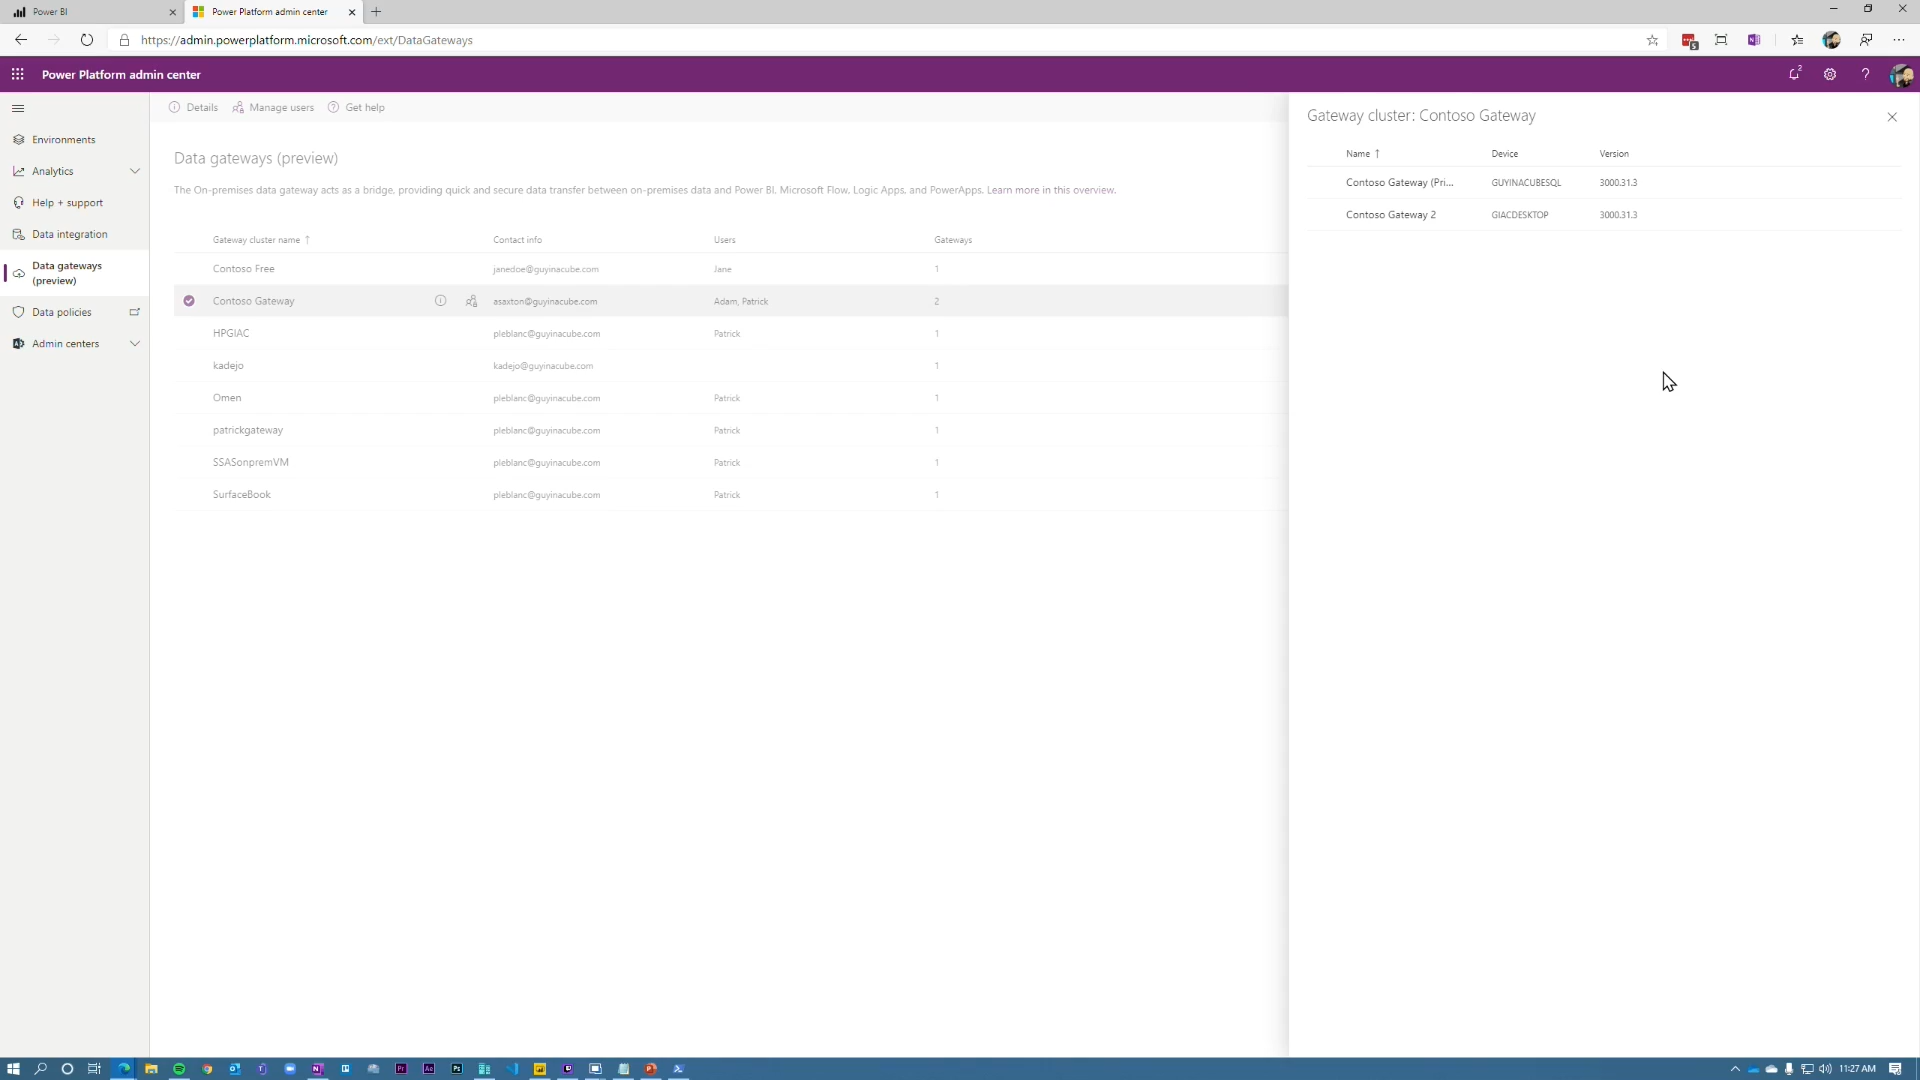 Power BI
Power Platform admin center
https://admin.powerplatform.microsoft.com/ext/DataGateways
Power Platform admin center
2
Details
Manage users
Get help
Environments
Analytics
Help + support
Data integration
Data gateways
(preview)
Data policies
Admin centers
Data gateways (preview)
The On-premises data gateway acts as a bridge, providing quick and secure data transfer between on-premises data and Power BI, Microsoft Flow, Logic Apps, and PowerApps. Learn more in this overview.
Gateway cluster name ↑ Contact info Users Gateways
Contoso Free janedoe@guyinacube.com Jane 1
Contoso Gateway asaxton@guyinacube.com Adam, Patrick 2
HPGIAC pleblanc@guyinacube.com Patrick 1
kadejo kadejo@guyinacube.com 1
Omen pleblanc@guyinacube.com Patrick 1
patrickgateway pleblanc@guyinacube.com Patrick 1
SSASonpremVM pleblanc@guyinacube.com Patrick 1
SurfaceBook pleblanc@guyinacube.com Patrick 1
Gateway cluster: Contoso Gateway
Name ↑ Device Version
Contoso Gateway (Pri... GUYINACUBESQL 3000.31.3
Contoso Gateway 2 GIACDESKTOP 3000.31.3
11:27 AM